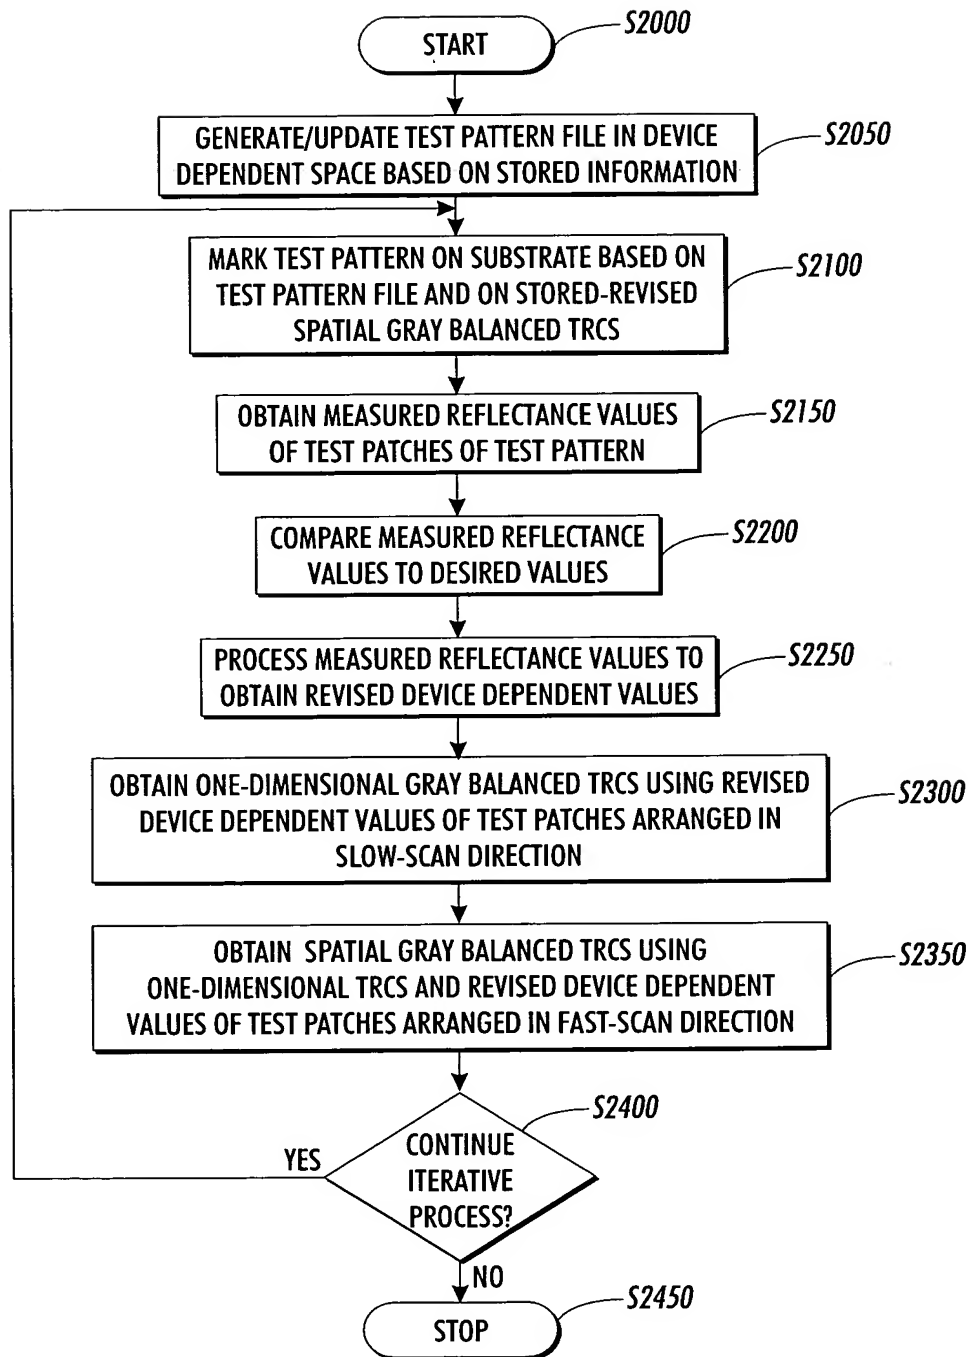 START
S2000
GENERATE/UPDATE TEST PATTERN FILE IN DEVICE
DEPENDENT SPACE BASED ON STORED INFORMATION
S2050
MARK TEST PATTERN ON SUBSTRATE BASED ON
TEST PATTERN FILE AND ON STORED-REVISED
SPATIAL GRAY BALANCED TRCS
S2100
OBTAIN MEASURED REFLECTANCE VALUES
OF TEST PATCHES OF TEST PATTERN
S2150
COMPARE MEASURED REFLECTANCE
VALUES TO DESIRED VALUES
S2200
PROCESS MEASURED REFLECTANCE VALUES TO
OBTAIN REVISED DEVICE DEPENDENT VALUES
S2250
OBTAIN ONE-DIMENSIONAL GRAY BALANCED TRCS USING REVISED
DEVICE DEPENDENT VALUES OF TEST PATCHES ARRANGED IN
SLOW-SCAN DIRECTION
S2300
OBTAIN SPATIAL GRAY BALANCED TRCS USING
ONE-DIMENSIONAL TRCS AND REVISED DEVICE DEPENDENT
VALUES OF TEST PATCHES ARRANGED IN FAST-SCAN DIRECTION
S2350
CONTINUE
ITERATIVE
PROCESS?
S2400
YES
NO
STOP
S2450